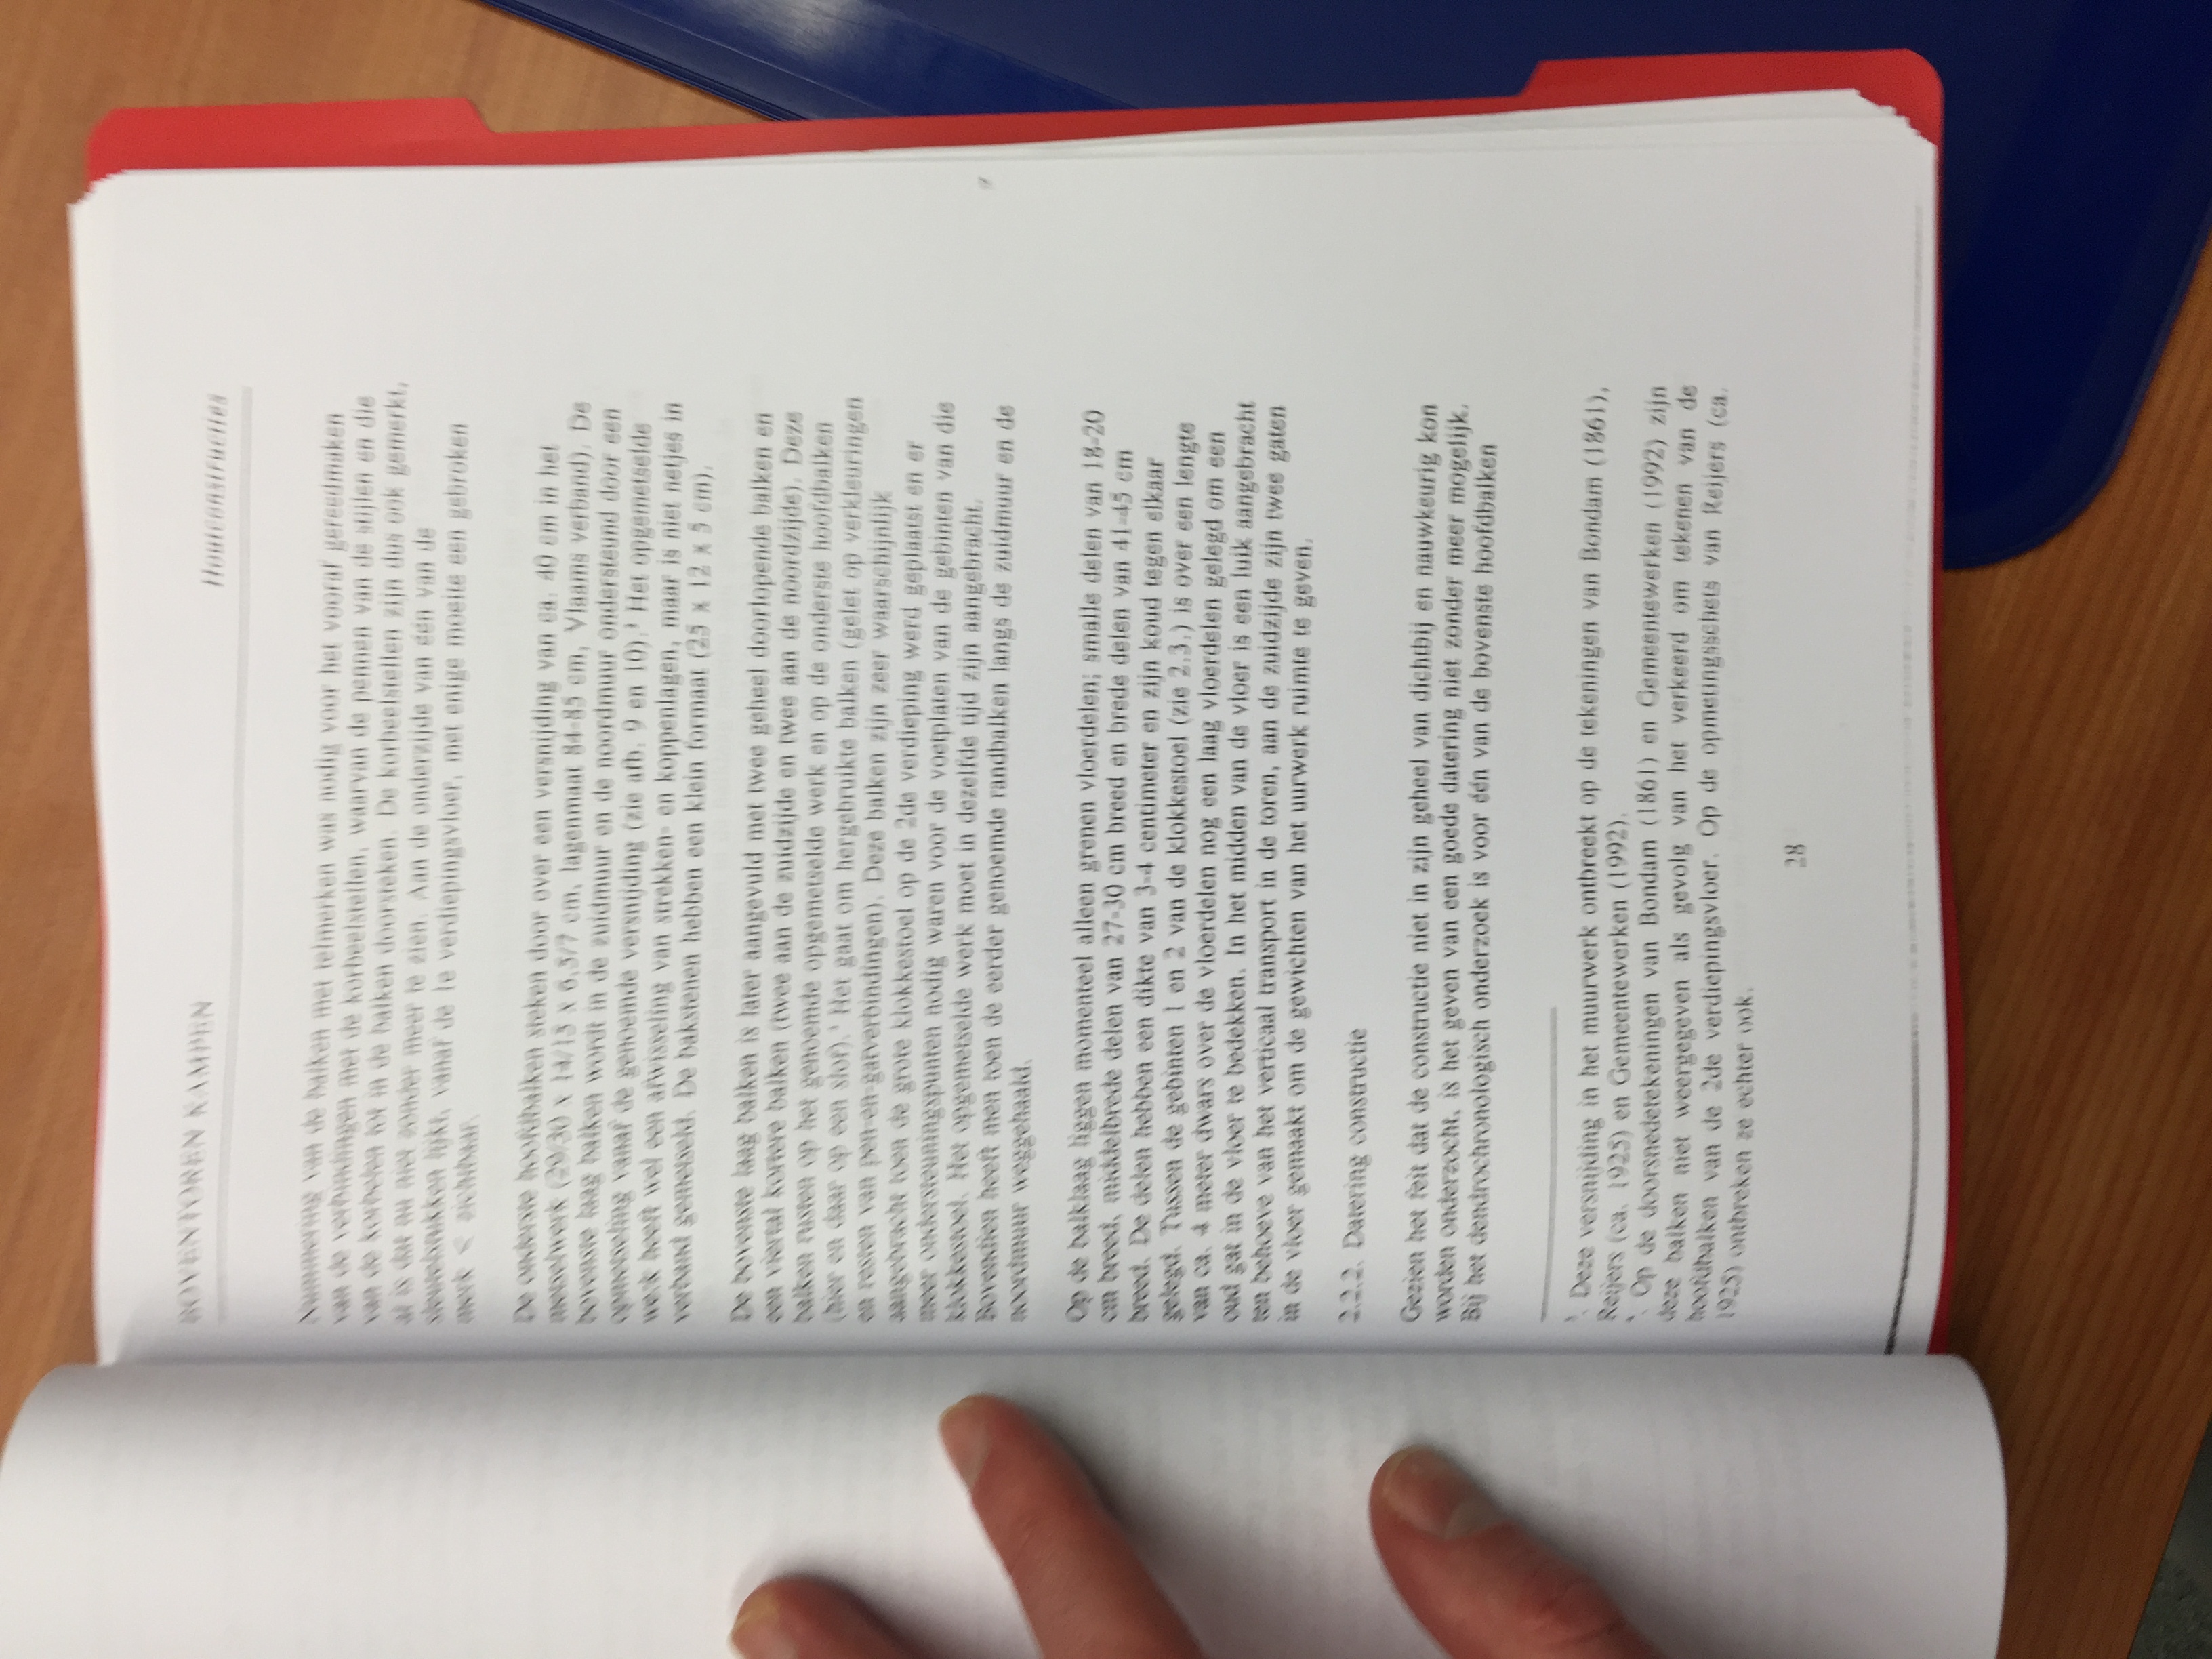 BOVENTOREN KAMPEN
Houtconstructies
Nummering van de balken met telmerken was nodig voor het vooraf gereedmaken
van de verbindingen met de korbeelstellen, waarvan de pennen van de stijlen en die
van de korbelen tot in de balken doorsteken. De korbeelstellen zijn dus ook gemerkt,
al is dat nu niet zonder meer te zien. Aan de onderzijde van één van de
sleutelstukken lijkt, vanaf de 1e verdiepingsvloer, met enige moeite een gebroken
merk < zichtbaar.
De onderste hoofdbalken steken door over een versnijding van ca. 40 cm in het
metselwerk (29/30 x 14/15 x 6,5/7 cm, lagenmaat 84-85 cm, Vlaams verband). De
bovenste laag balken wordt in de zuidmuur en de noordmuur ondersteund door een
opmetseling vanaf de genoemde versnijding (zie afb. 9 en 10).³ Het opgemetselde
werk heeft wel een afwisseling van strekken- en koppenlagen, maar is niet netjes in
verband gemetseld. De bakstenen hebben een klein formaat (25 x 12 x 5 cm).
De bovenste laag balken is later aangevuld met twee geheel doorlopende balken en
een viertal kortere balken (twee aan de zuidzijde en twee aan de noordzijde). Deze
balken rusten op het genoemde opgemetselde werk en op de onderste hoofdbalken
(hier en daar op een slof).⁴ Het gaat om hergebruikte balken (gelet op verkleuringen
en resten van pen-en-gatverbindingen). Deze balken zijn zeer waarschijnlijk
aangebracht toen de grote klokkestoel op de 2de verdieping werd geplaatst en er
meer ondersteuningspunten nodig waren voor de voetplaten van de gebinten van die
klokkestoel. Het opgemetselde werk moet in dezelfde tijd zijn aangebracht.
Bovendien heeft men toen de eerder genoemde randbalken langs de zuidmuur en de
noordmuur weggehaald.
Op de balklaag liggen momenteel alleen grenen vloerdelen; smalle delen van 18-20
cm breed, middelbrede delen van 27-30 cm breed en brede delen van 41-45 cm
breed. De delen hebben een dikte van 3-4 centimeter en zijn koud tegen elkaar
gelegd. Tussen de gebinten 1 en 2 van de klokkestoel (zie 2.3.) is over een lengte
van ca. 4 meter dwars over de vloerdelen nog een laag vloerdelen gelegd om een
oud gat in de vloer te bedekken. In het midden van de vloer is een luik aangebracht
ten behoeve van het verticaal transport in de toren, aan de zuidzijde zijn twee gaten
in de vloer gemaakt om de gewichten van het uurwerk ruimte te geven.
2.2.2. Datering constructie
Gezien het feit dat de constructie niet in zijn geheel van dichtbij en nauwkeurig kon
worden onderzocht, is het geven van een goede datering niet zonder meer mogelijk.
Bij het dendrochronologisch onderzoek is voor één van de bovenste hoofdbalken
³. Deze versnijding in het muurwerk ontbreekt op de tekeningen van Bondam (1861),
Reijers (ca. 1925) en Gemeentewerken (1992).
⁴. Op de doorsnedetekeningen van Bondam (1861) en Gemeentewerken (1992) zijn
deze balken niet weergegeven als gevolg van het verkeerd om tekenen van de
hoofdbalken van de 2de verdiepingsvloer. Op de opmetingsschets van Reijers (ca.
1925) ontbreken ze echter ook.
28